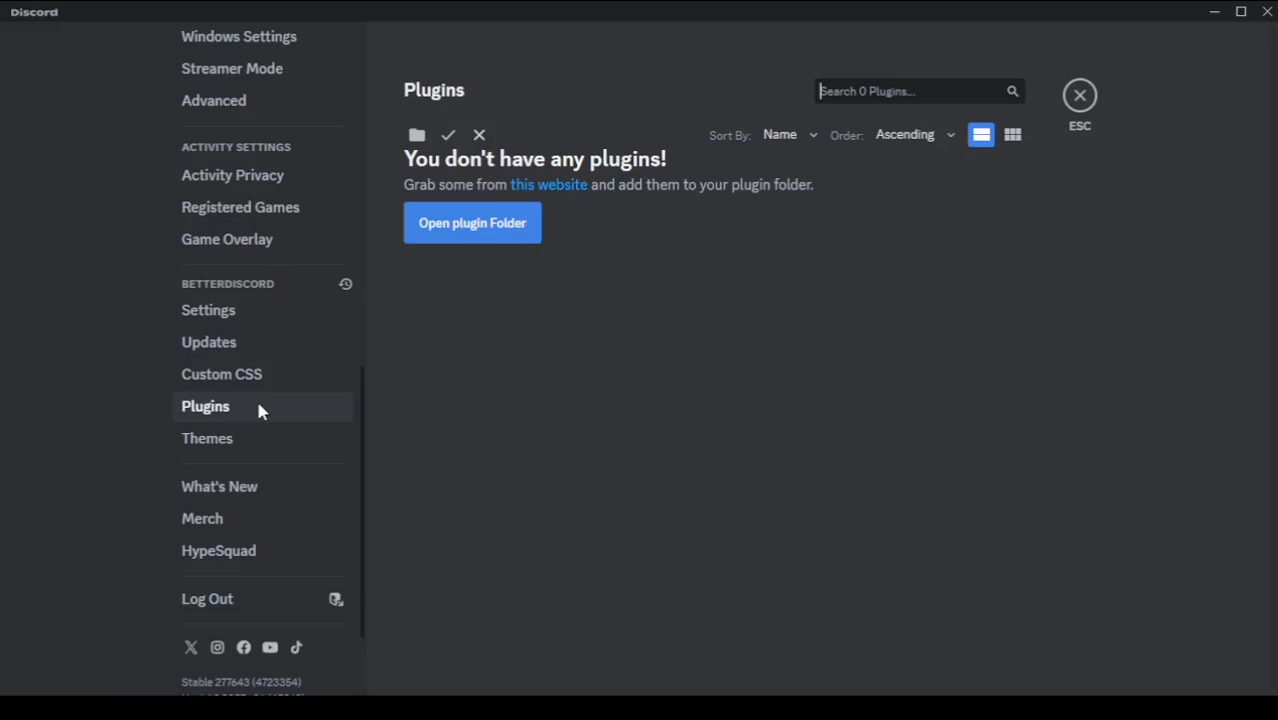 Discord
Windows Settings
Streamer Mode
Advanced
ACTIVITY SETTINGS
Activity Privacy
Registered Games
Game Overlay
BETTERDISCORD
Settings
Updates
Custom CSS
Plugins
Themes
What's New
Merch
HypeSquad
Log Out
Stable 277643 (4723354)
Plugins
Search 0 Plugins...
ESC
Sort By: Name Order: Ascending
You don't have any plugins!
Grab some from this website and add them to your plugin folder.
Open plugin Folder